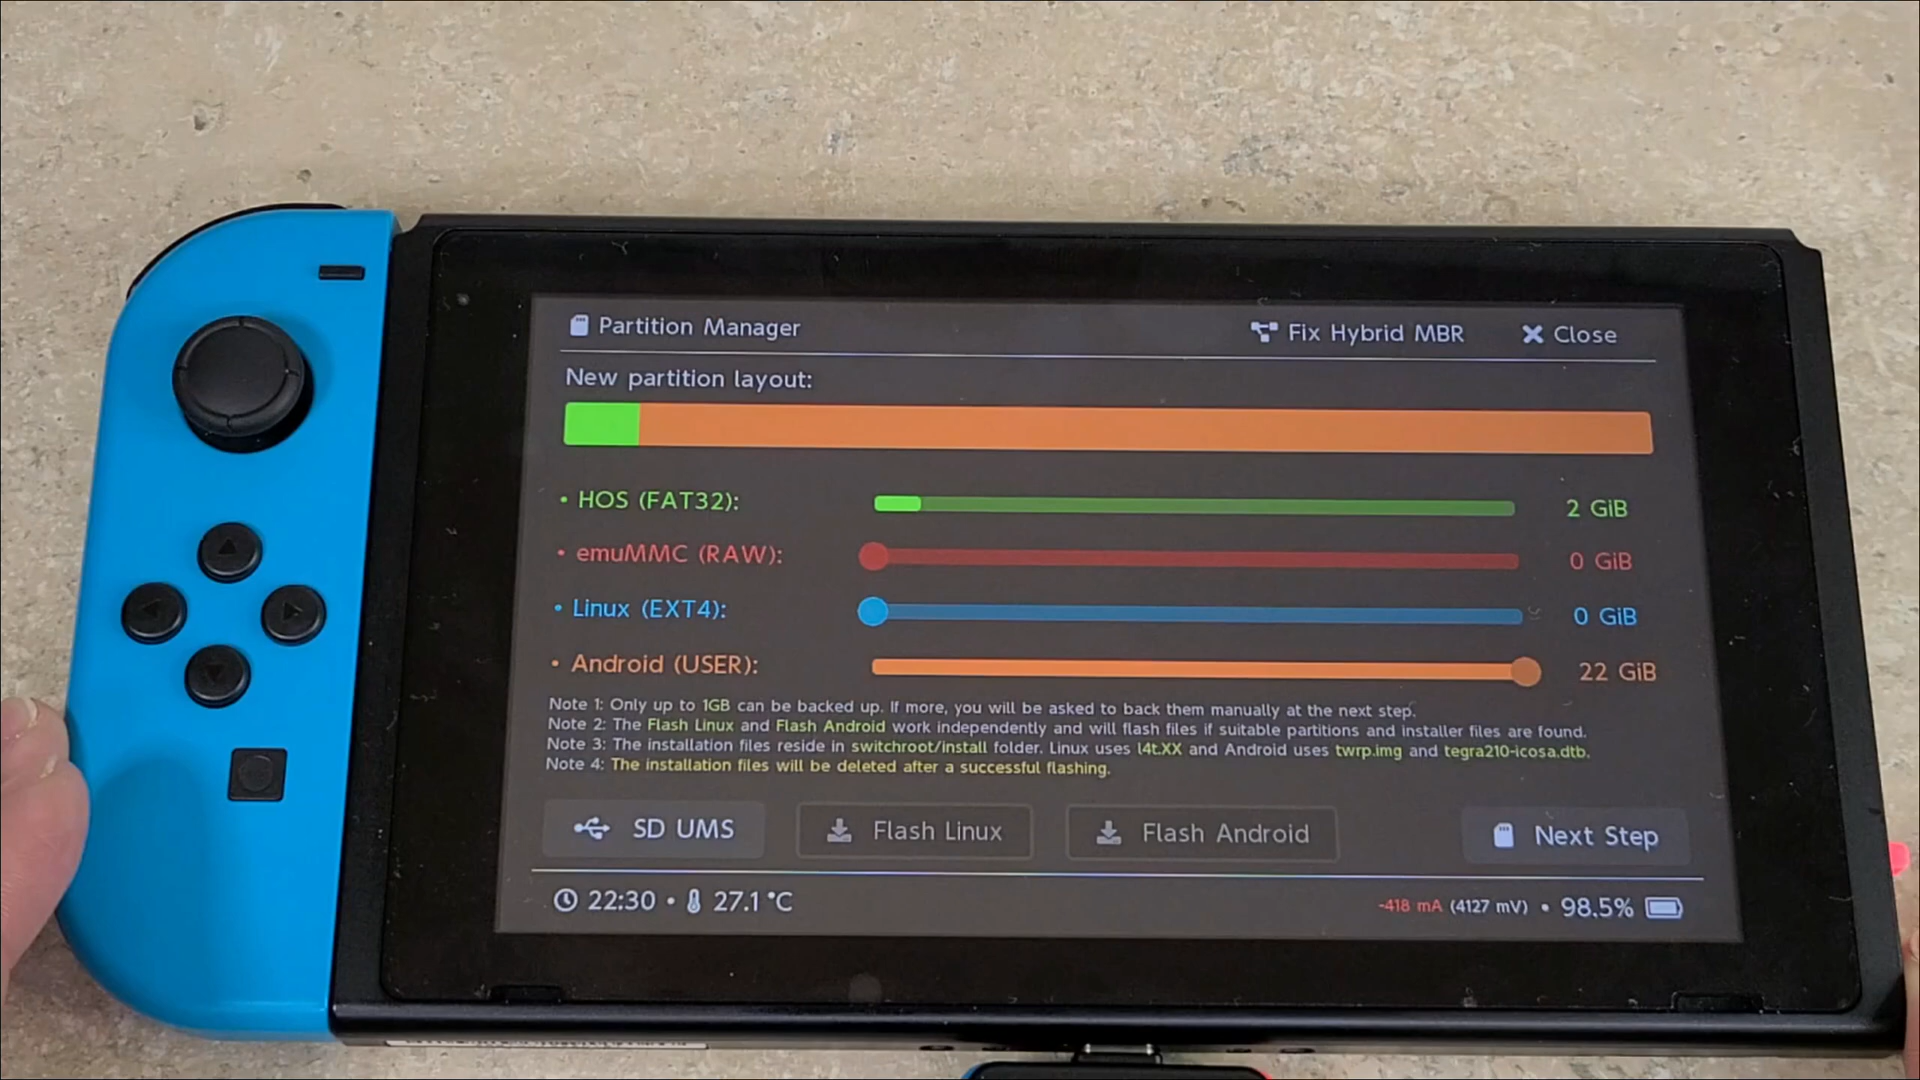 Partition Manager
Fix Hybrid MBR
Close
New partition layout:
• HOS (FAT32): 2 GiB
• emuMMC (RAW): 0 GiB
• Linux (EXT4): 0 GiB
• Android (USER): 22 GiB
Note 1: Only up to 1GB can be backed up. If more, you will be asked to back them manually at the next step.
Note 2: The Flash Linux and Flash Android work independently and will flash files if suitable partitions and installer files are found.
Note 3: The installation files reside in switchroot/install folder. Linux uses l4t.XX and Android uses twrp.img and tegra210-icosa.dtb.
Note 4: The installation files will be deleted after a successful flashing.
SD UMS
Flash Linux
Flash Android
Next Step
22:30 • 27.1 °C
-418 mA (4127 mV) • 98.5%